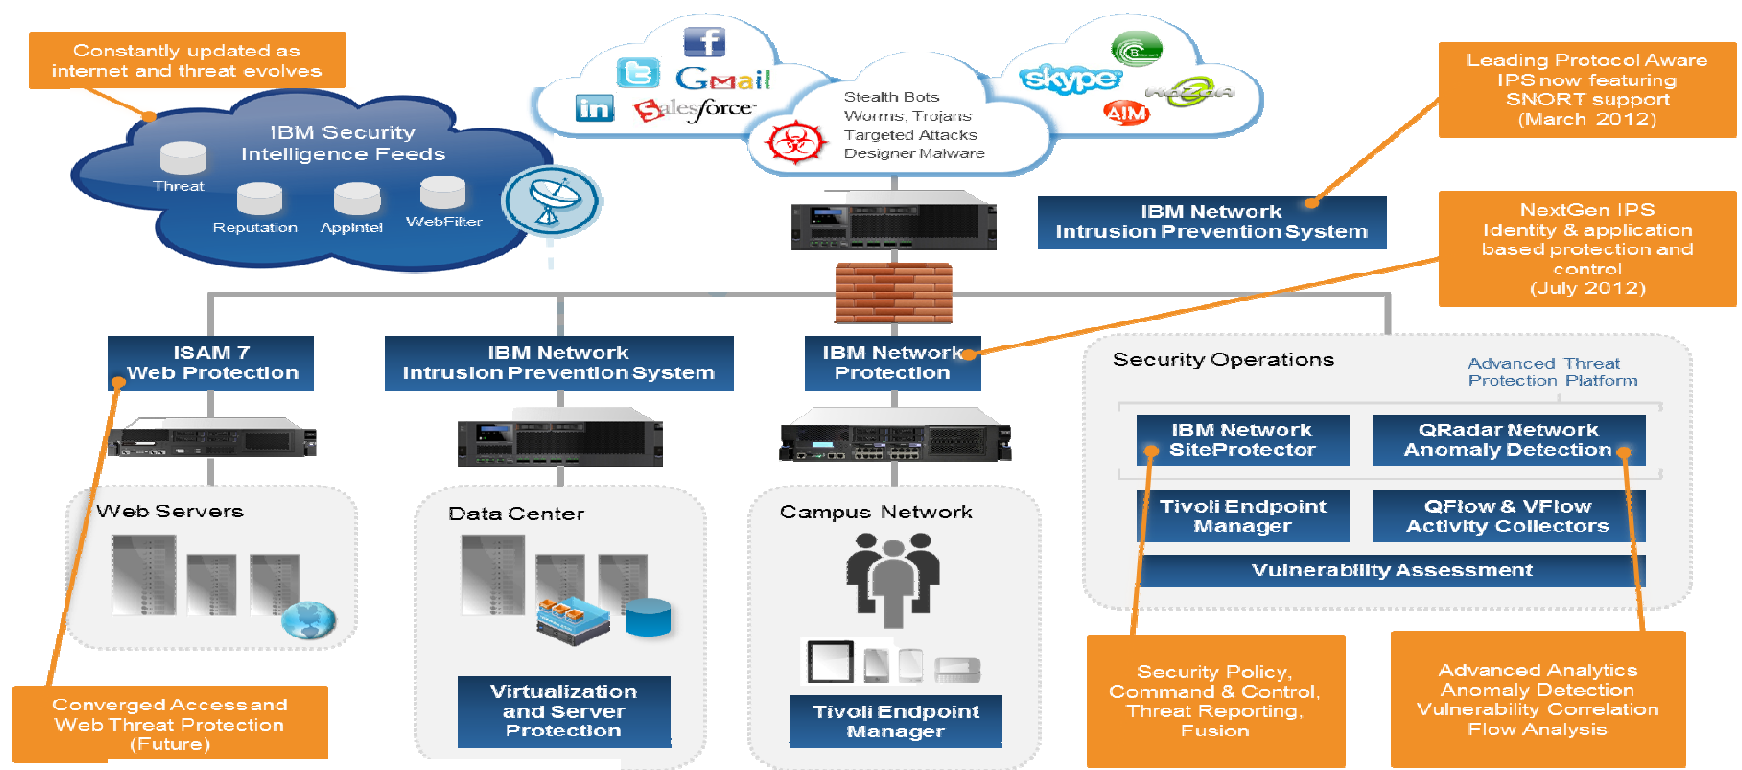 Constantly updated as
internet and threat evolves
IBM Security
Intelligence Feeds
Threat
Reputation
AppIntel
WebFilter
f
t
GMail
in
Salesforce
Stealth Bots
Worms, Trojans
Targeted Attacks
Designer Malware
skype
AIM
Leading Protocol Aware
IPS now featuring
SNORT support
(March 2012)
IBM Network
Intrusion Prevention System
NextGen IPS
Identity & application
based protection and
control
(July 2012)
ISAM 7
Web Protection
IBM Network
Intrusion Prevention System
IBM Network
Protection
Security Operations
Advanced Threat
Protection Platform
IBM Network
SiteProtector
QRadar Network
Anomaly Detection
Tivoli Endpoint
Manager
QFlow & VFlow
Activity Collectors
Vulnerability Assessment
Web Servers
Data Center
Campus Network
Virtualization
and Server
Protection
Tivoli Endpoint
Manager
Converged Access and
Web Threat Protection
(Future)
Security Policy,
Command & Control,
Threat Reporting,
Fusion
Advanced Analytics
Anomaly Detection
Vulnerability Correlation
Flow Analysis